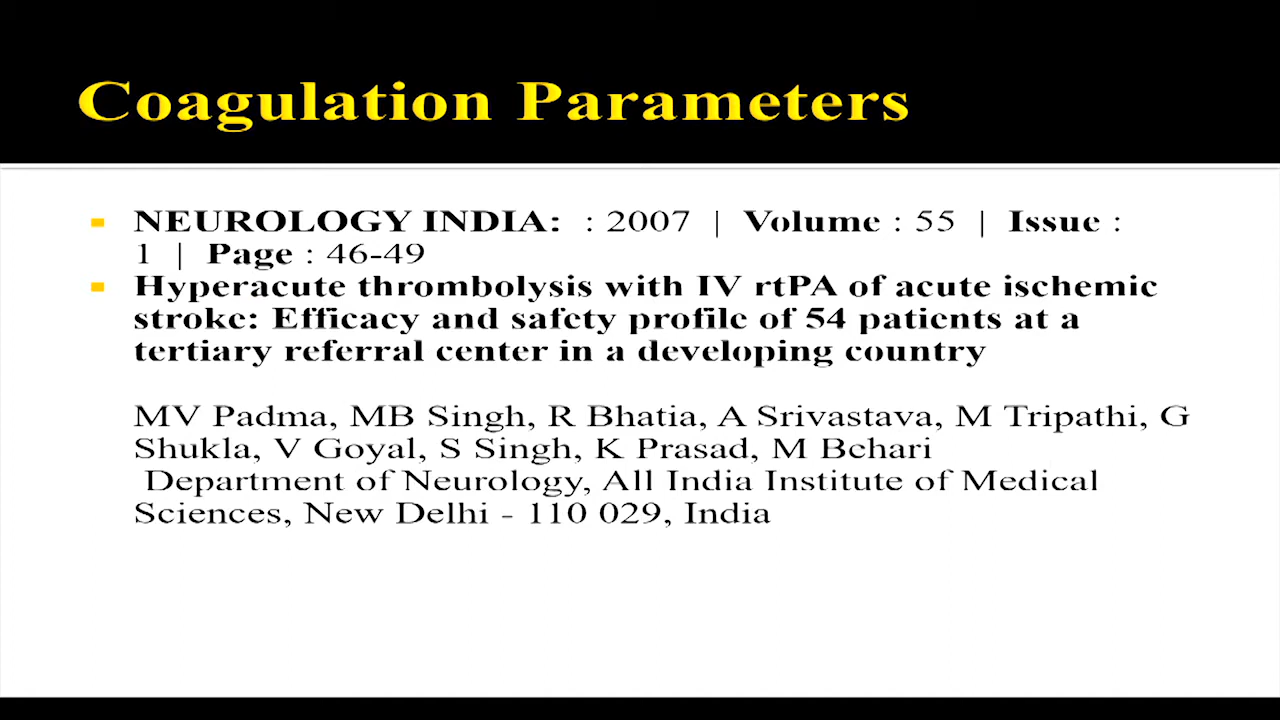 Coagulation Parameters
NEUROLOGY INDIA: : 2007 | Volume : 55 | Issue :
1 | Page : 46-49
Hyperacute thrombolysis with IV rtPA of acute ischemic
stroke: Efficacy and safety profile of 54 patients at a
tertiary referral center in a developing country
MV Padma, MB Singh, R Bhatia, A Srivastava, M Tripathi, G
Shukla, V Goyal, S Singh, K Prasad, M Behari
Department of Neurology, All India Institute of Medical
Sciences, New Delhi - 110 029, India